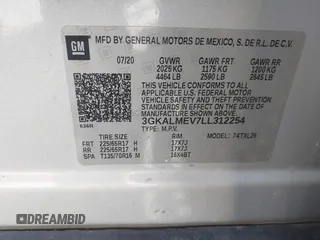 GM
MFD BY GENERAL MOTORS DE MEXICO, S. DE R.L. DE C.V.
07/20 GVWR GAWR FRT GAWR RR
2025 KG 1175 KG 1200 KG
4464 LB 2590 LB 2645 LB
THIS VEHICLE CONFORMS TO ALL APPLICABLE
U.S. FEDERAL MOTOR VEHICLE SAFETY, BUMPER, AND
THEFT PREVENTION STANDARDS IN
EFFECT ON THE DATE OF MANUFACTURE
SHOWN ABOVE.
3GKALMEV7LL312254
TYPE: M.P.V. MODEL:
TIRE SIZE RIM
FRT 225/65R17 H 17X7J
RR 225/65R17 H 17X7J
SPA T135/70R16 M 16X4BT
DREAMBID